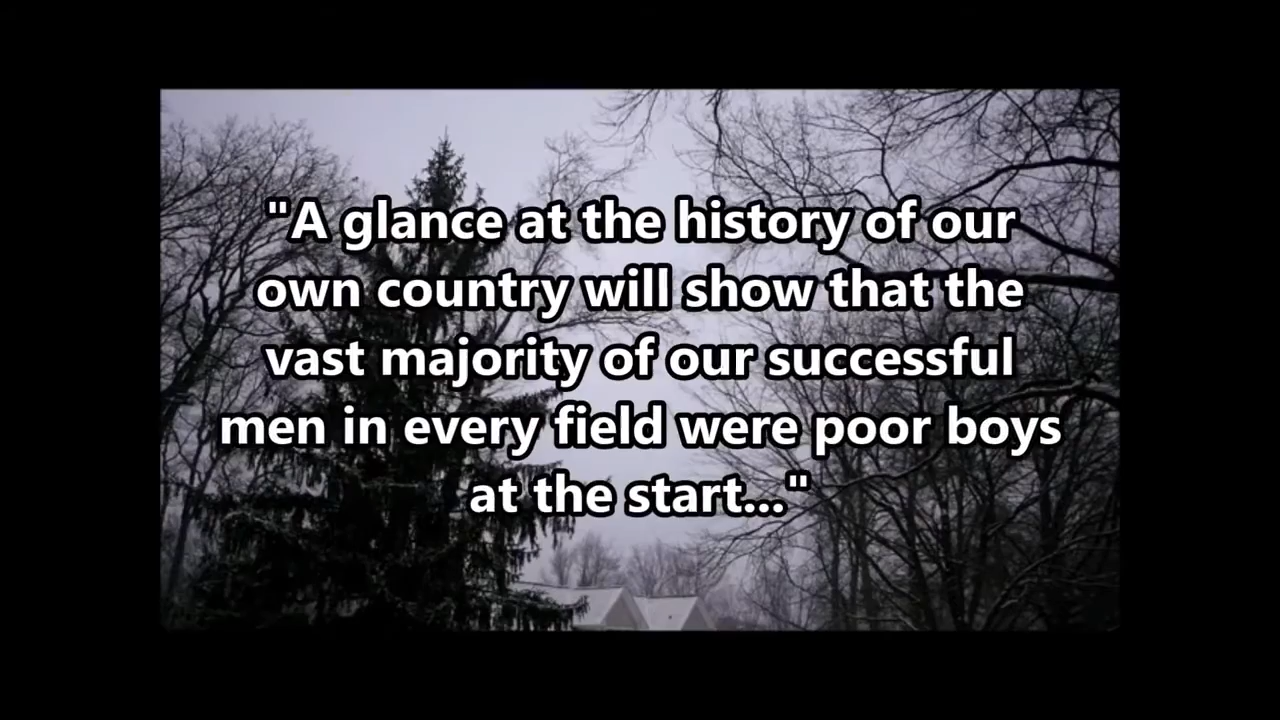 "A glance at the history of our
own country will show that the
vast majority of our successful
men in every field were poor boys
at the start..."